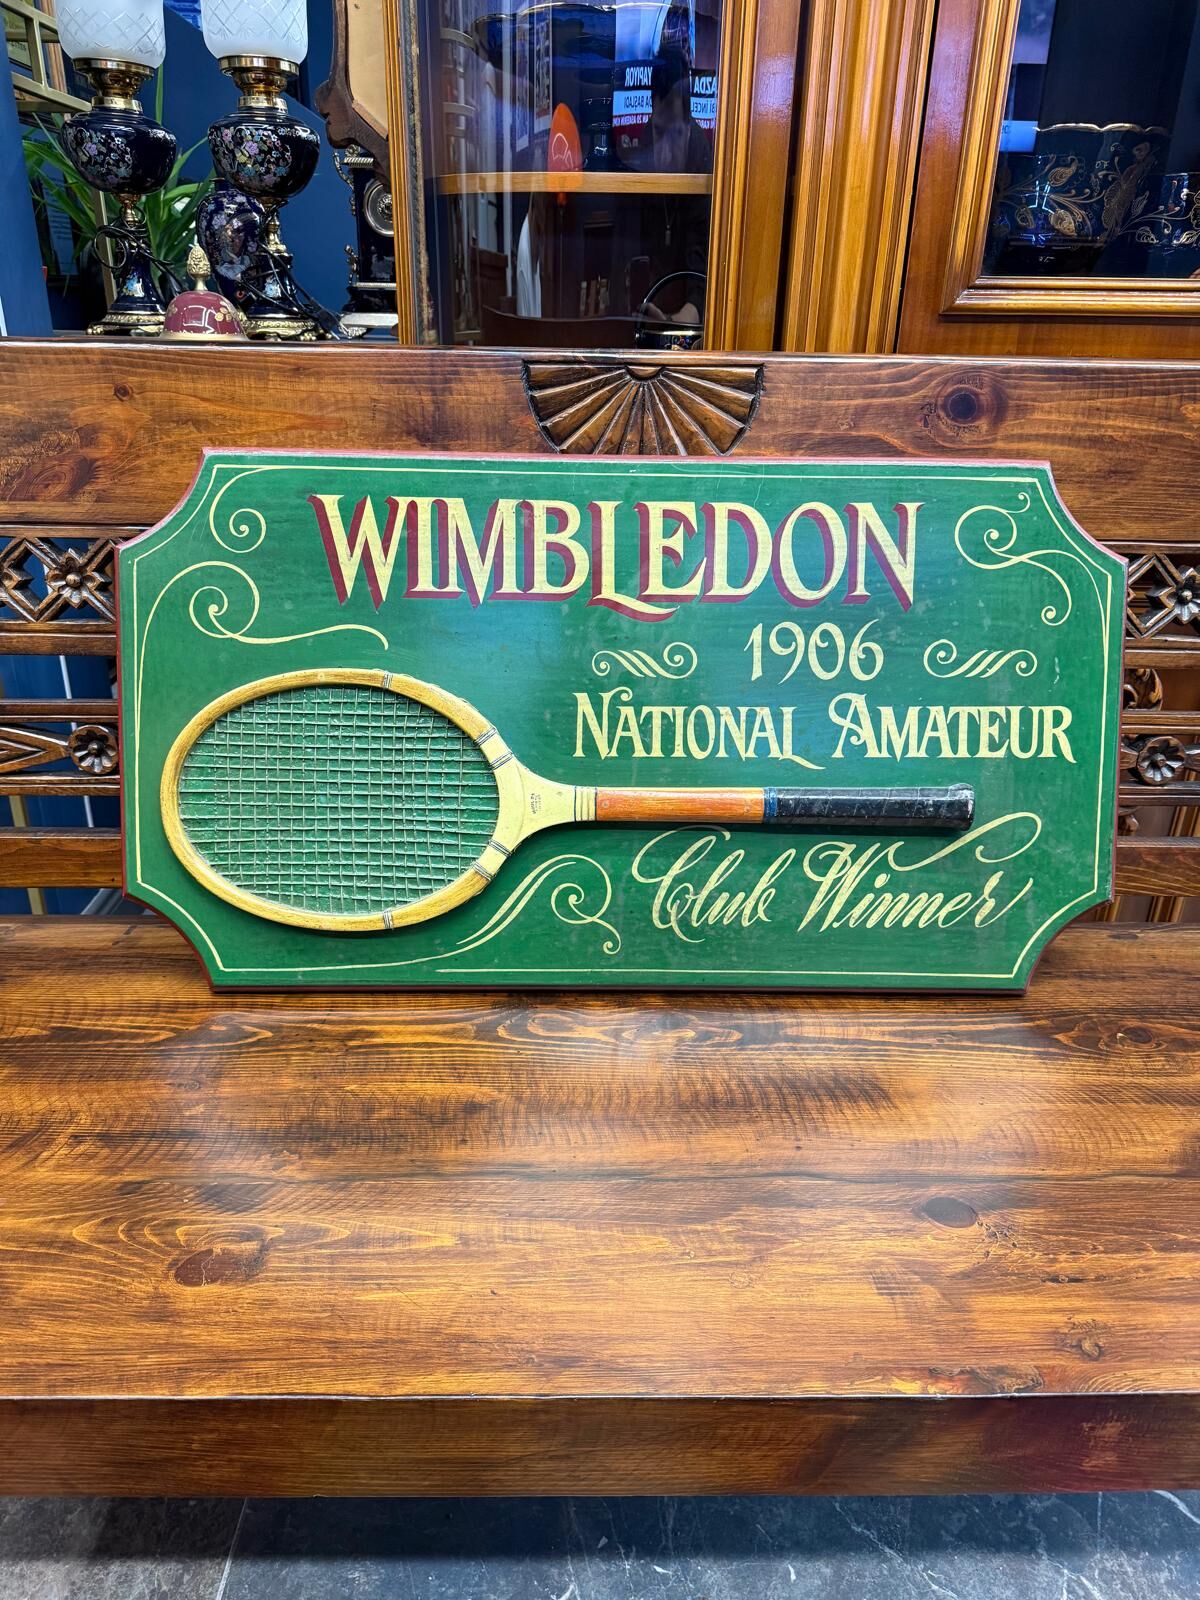 WIMBLEDON
1906
NATIONAL AMATEUR
Club Winner